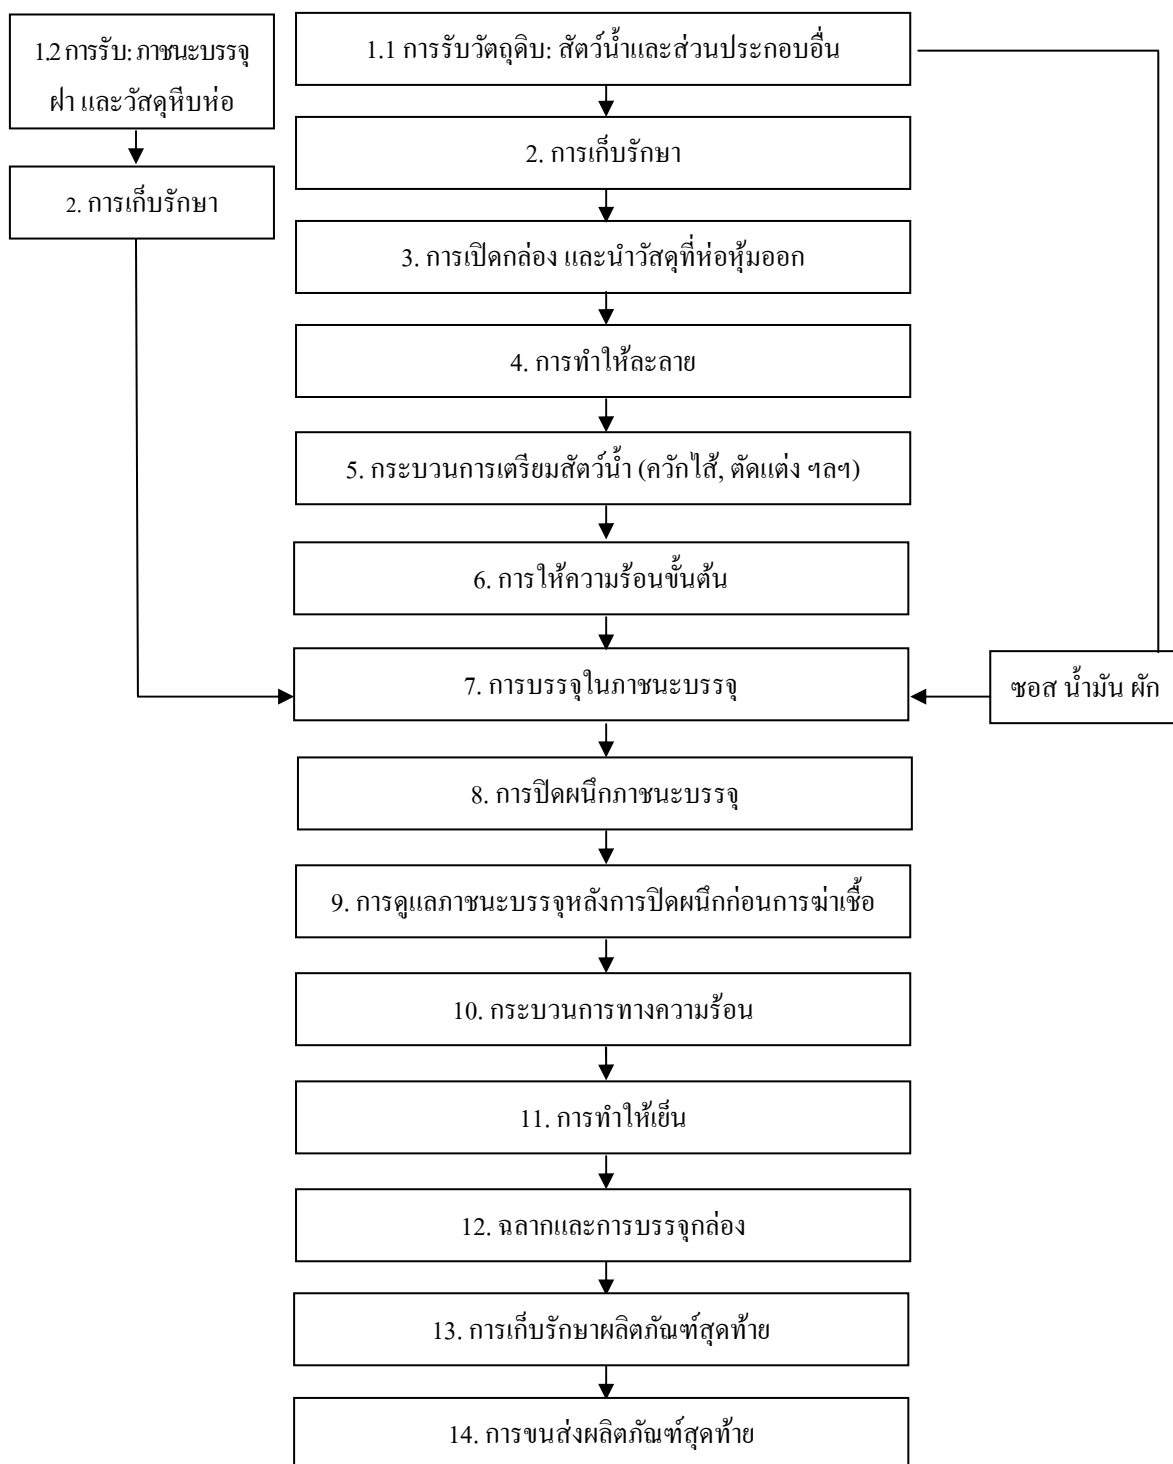 1.2 การรับ: ภาชนะบรรจุ
ฝา และวัสดุหีบห่อ
1.1 การรับวัตถุดิบ: สัตว์น้ำและส่วนประกอบอื่น
2. การเก็บรักษา
2. การเก็บรักษา
3. การเปิดกล่อง และนำวัสดุที่ห่อหุ้มออก
4. การทำให้ละลาย
5. กระบวนการเตรียมสัตว์น้ำ (ควักไส้, ตัดแต่ง ฯลฯ)
6. การให้ความร้อนขั้นต้น
7. การบรรจุในภาชนะบรรจุ
ซอส น้ำมัน ผัก
8. การปิดผนึกภาชนะบรรจุ
9. การดูแลภาชนะบรรจุหลังการปิดผนึกก่อนการฆ่าเชื้อ
10. กระบวนการทางความร้อน
11. การทำให้เย็น
12. ฉลากและการบรรจุกล่อง
13. การเก็บรักษาผลิตภัณฑ์สุดท้าย
14. การขนส่งผลิตภัณฑ์สุดท้าย